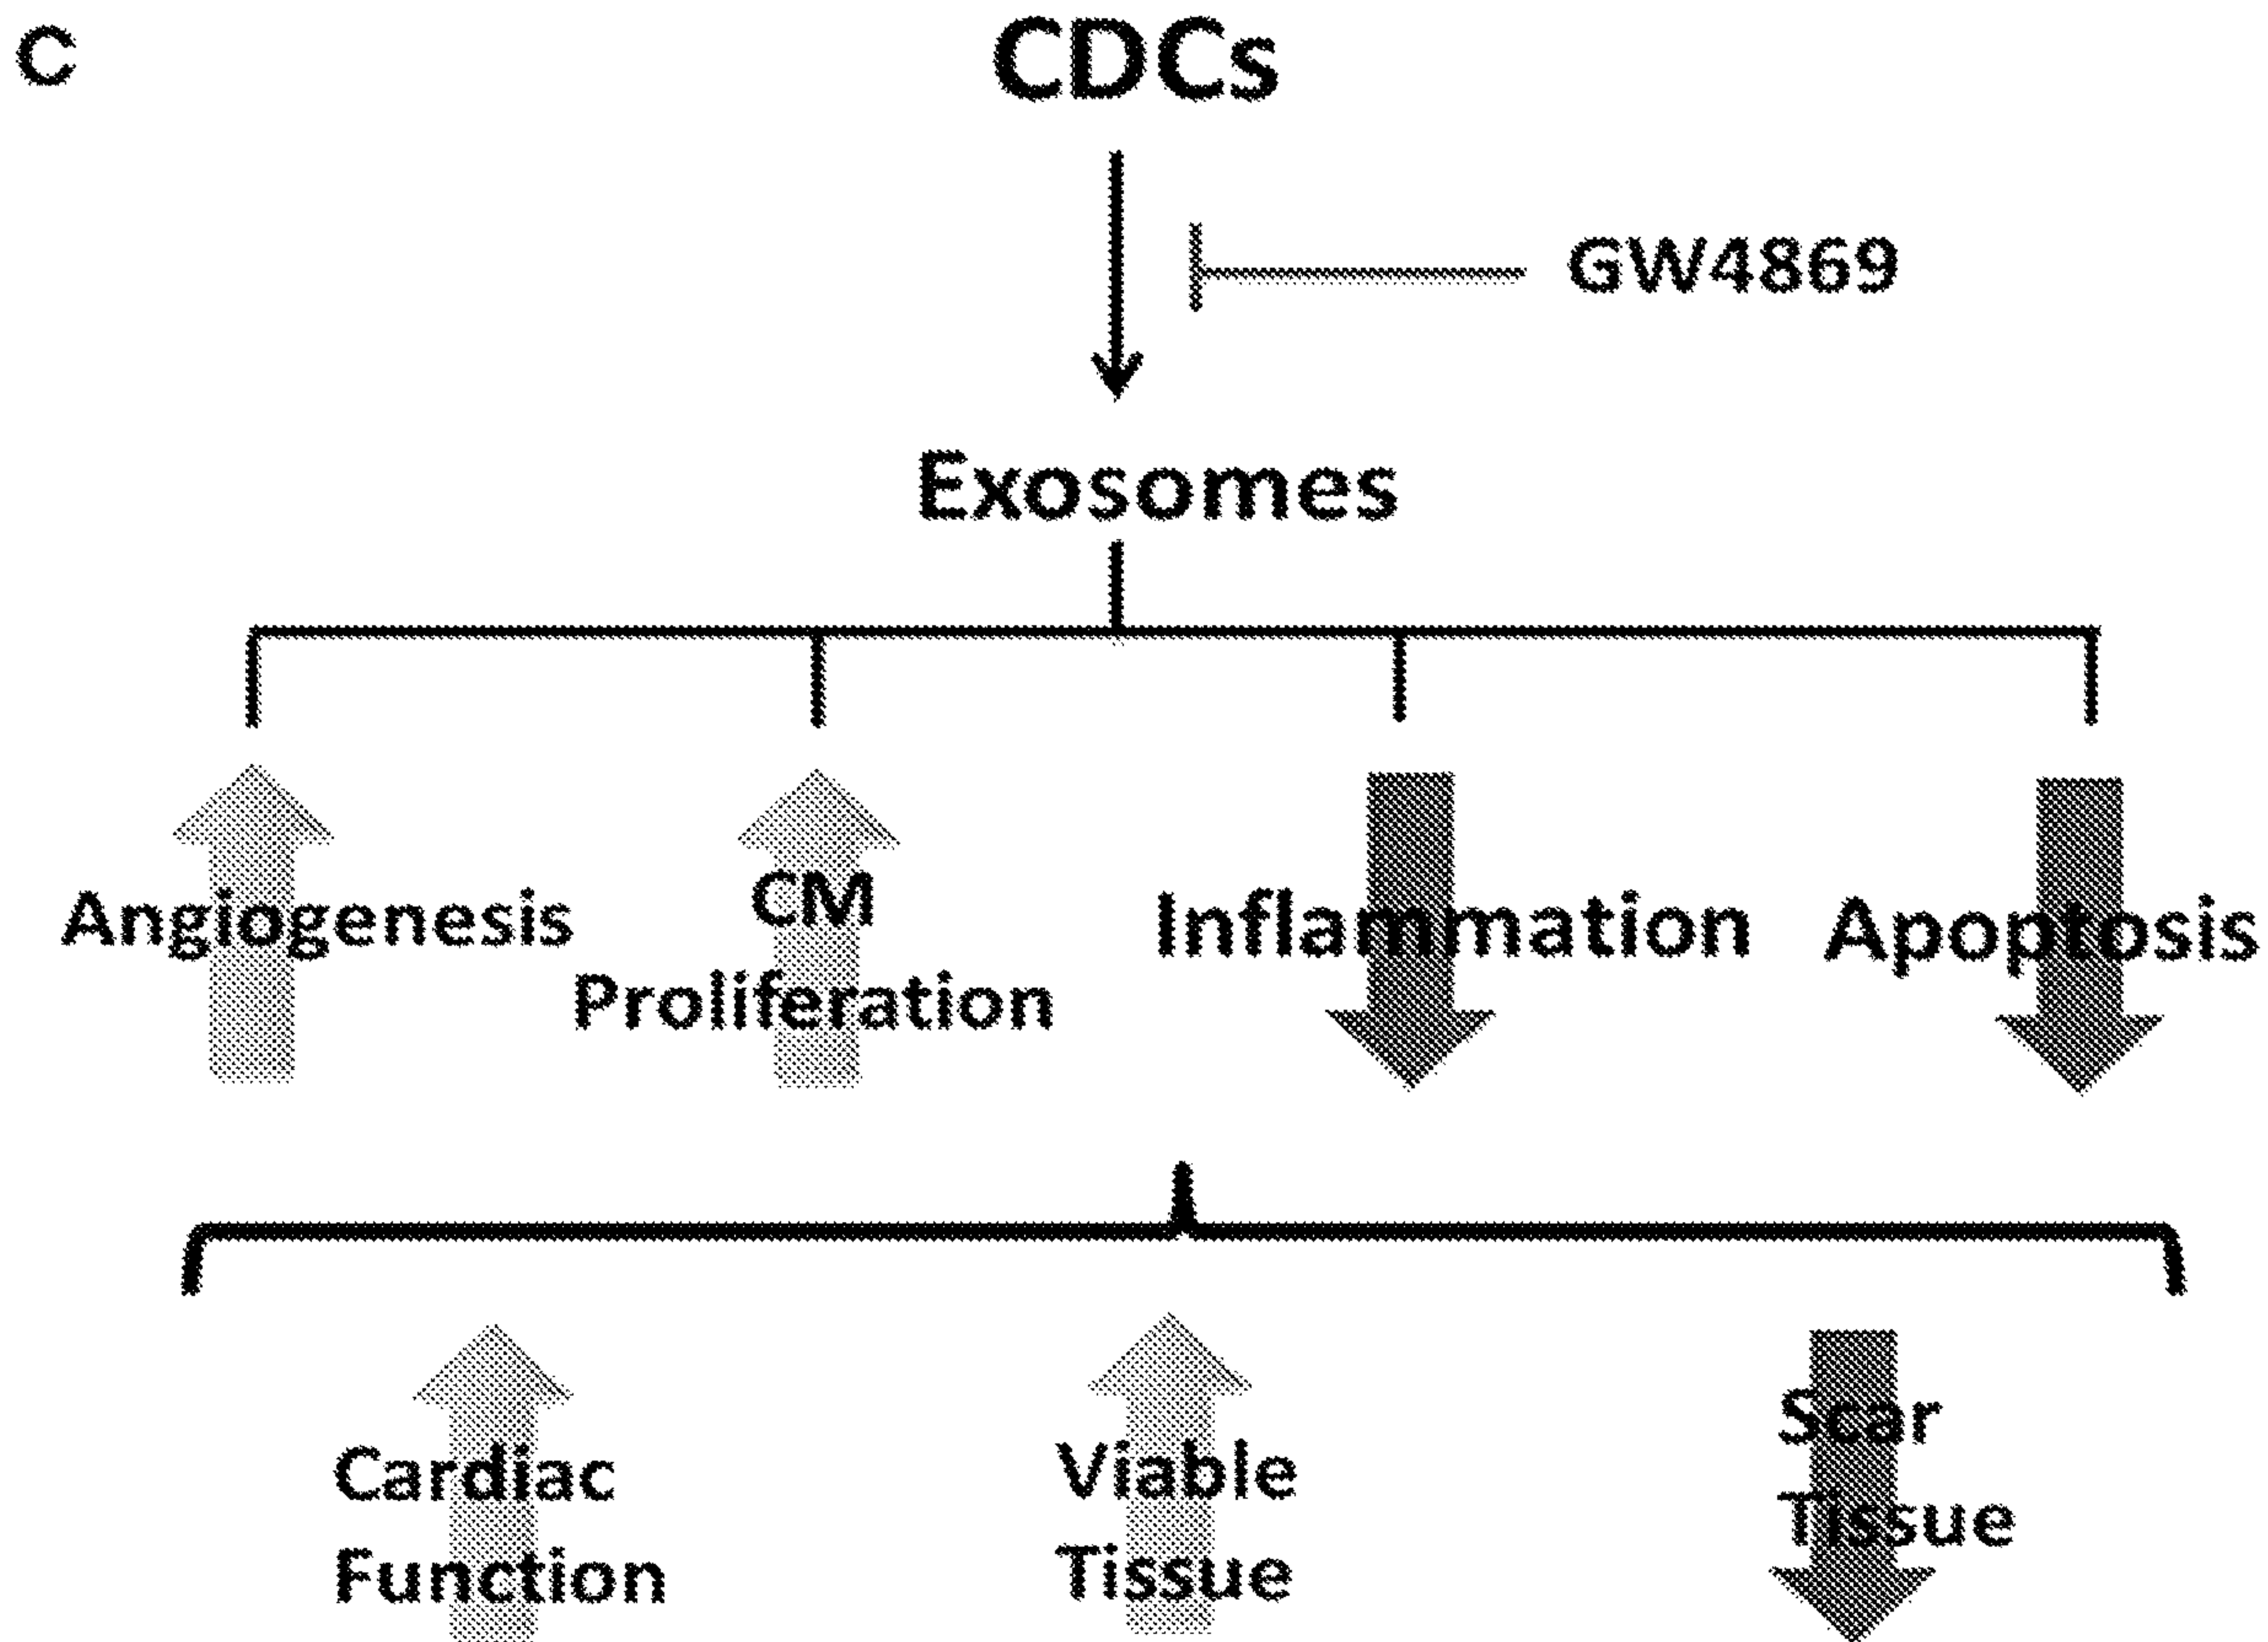 C
CDCs
GW4869
Exosomes
Angiogenesis
CM
Proliferation
Inflammation
Apoptosis
Cardiac
Function
Viable
Tissue
Scar
Tissue